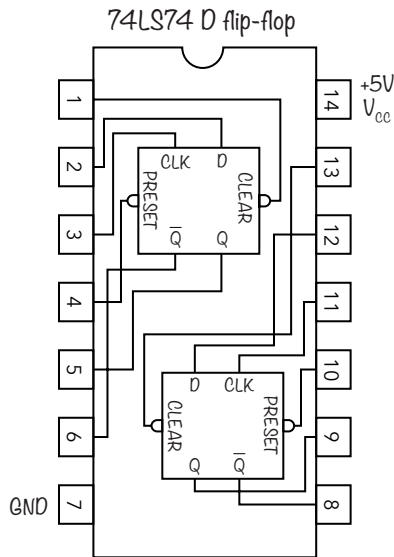 74LS74 D flip-flop
1
2
3
4
5
6
7
GND
14
+5V
Vcc
13
12
11
10
9
8
CLK
D
PRESET
CLEAR
Q̅
Q
D
CLK
CLEAR
PRESET
Q
Q̅